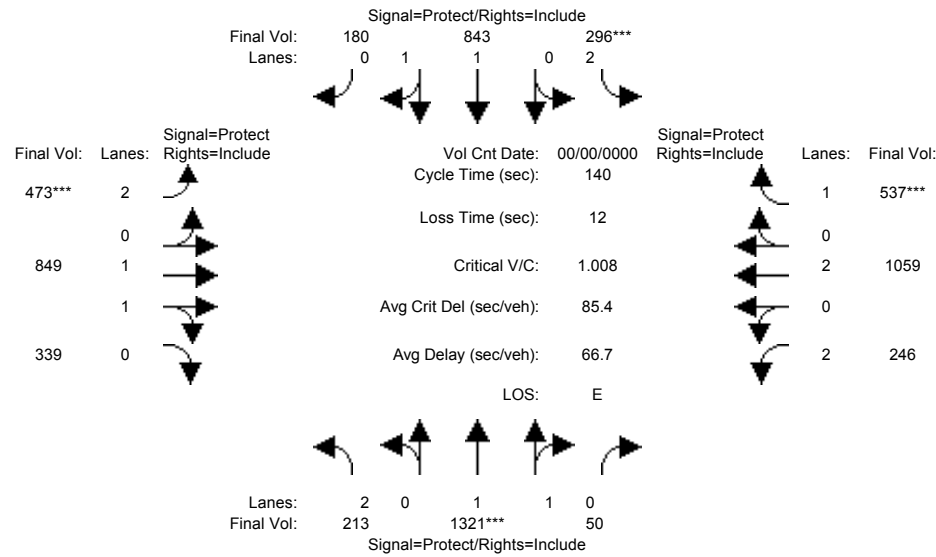 Signal=Protect/Rights=Include
Final Vol: 180 843 296***
Lanes: 0 1 1 0 2
Signal=Protect
Final Vol: Lanes: Rights=Include
Vol Cnt Date: 00/00/0000
Signal=Protect
Rights=Include Lanes: Final Vol:
Cycle Time (sec): 140
473*** 2
1 537***
Loss Time (sec): 12
0
0
849 1
Critical V/C: 1.008
2 1059
1
Avg Crit Del (sec/veh): 85.4
0
339 0
Avg Delay (sec/veh): 66.7
2 246
LOS: E
Lanes: 2 0 1 1 0
Final Vol: 213 1321*** 50
Signal=Protect/Rights=Include